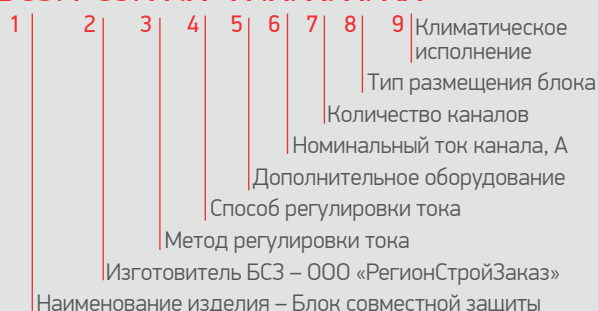 1 2 3 4 5 6 7 8 9 Климатическое
исполнение
Тип размещения блока
Количество каналов
Номинальный ток канала, А
Дополнительное оборудование
Способ регулировки тока
Метод регулировки тока
Изготовитель БСЗ – ООО «РегионСтройЗаказ»
Наименование изделия – Блок совместной защиты